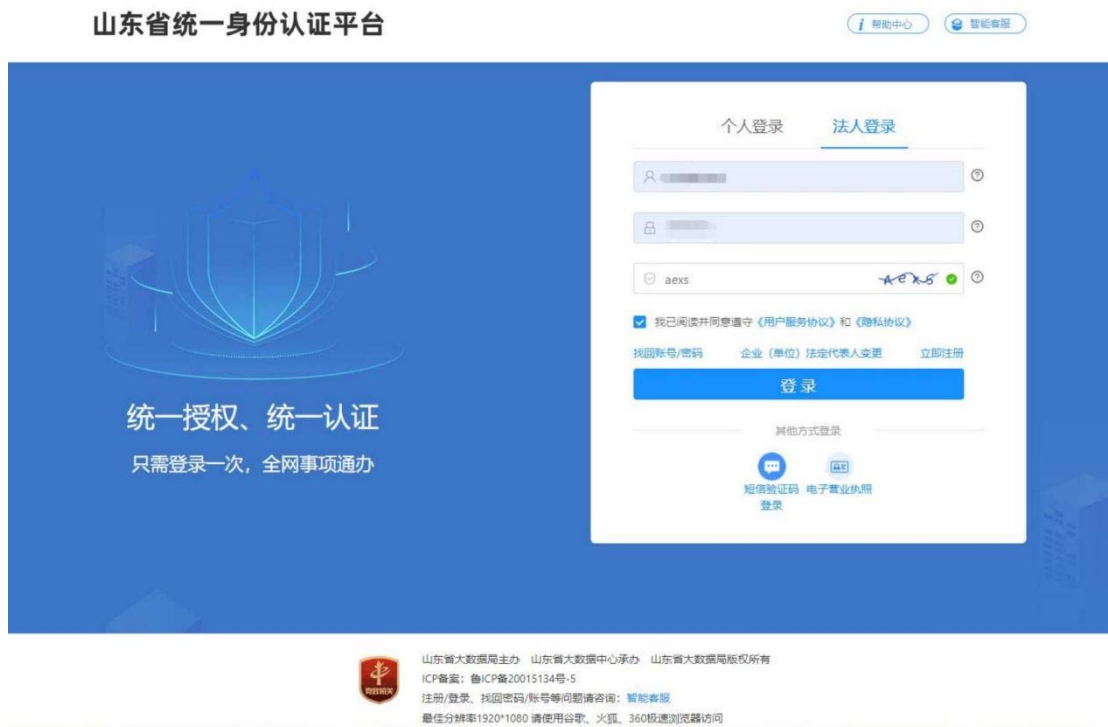 山东省统一身份认证平台
帮助中心
智能客服
个人登录 法人登录
aexs
Aexs
我已阅读并同意遵守《用户服务协议》和《隐私协议》
找回账号/密码 企业（单位）法定代表人变更 立即注册
登录
其他方式登录
短信验证码
登录
电子营业执照
统一授权、统一认证
只需登录一次，全网事项通办
党政机关
山东省大数据局主办 山东省大数据中心承办 山东省大数据局版权所有
ICP备案：鲁ICP备20015134号-5
注册/登录、找回密码/账号等问题请咨询：智能客服
最佳分辨率1920*1080 请使用谷歌、火狐、360极速浏览器访问